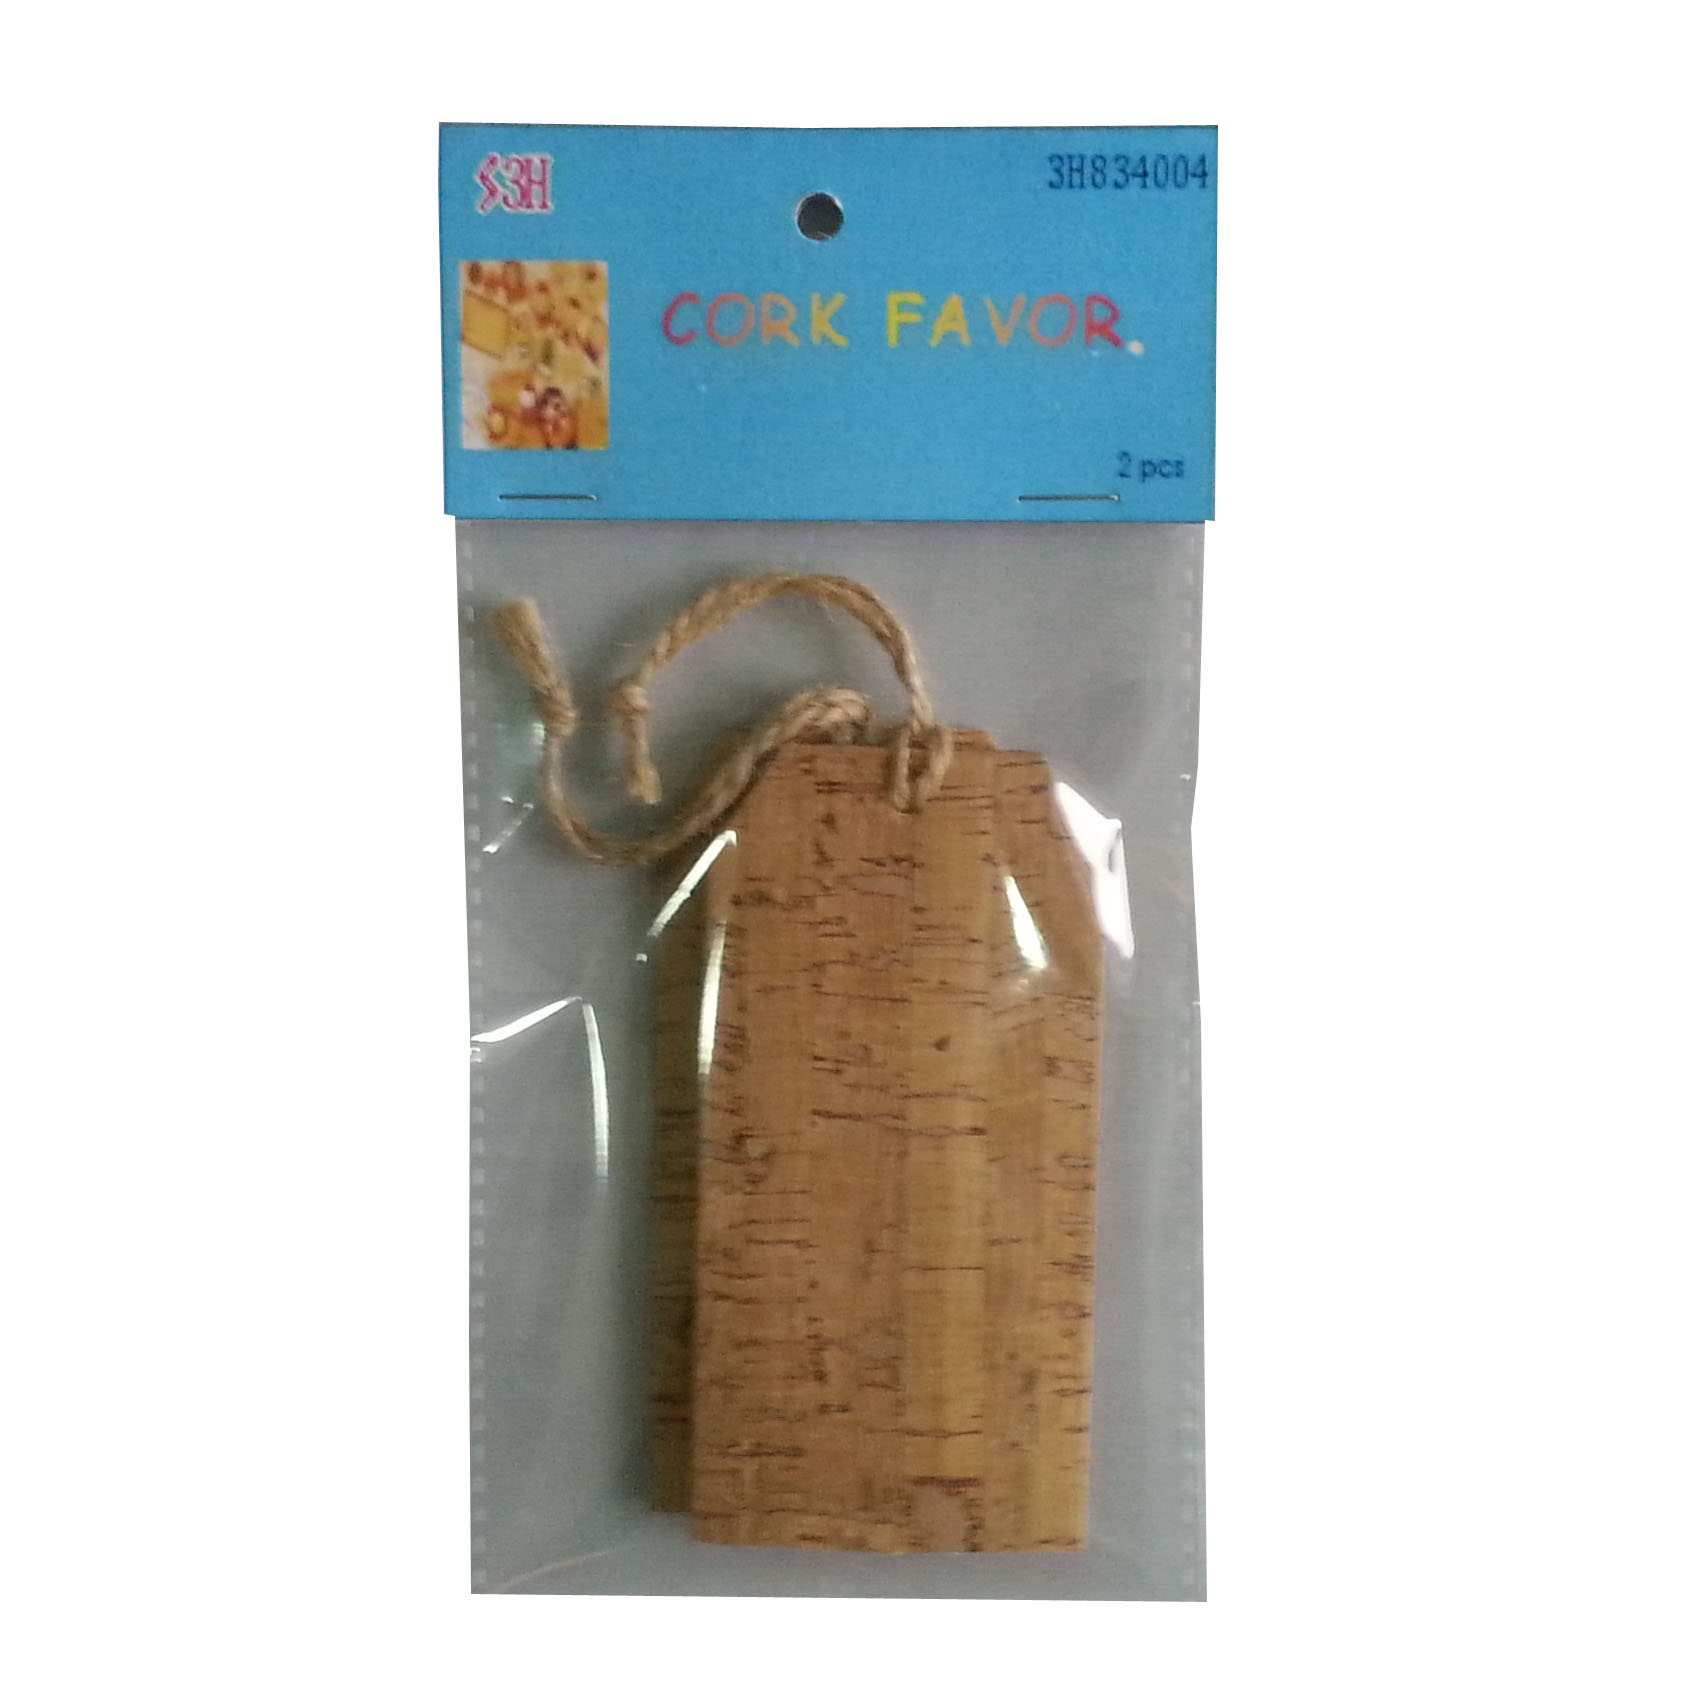 3H
3H834004
CORK FAVOR.
2 pcs